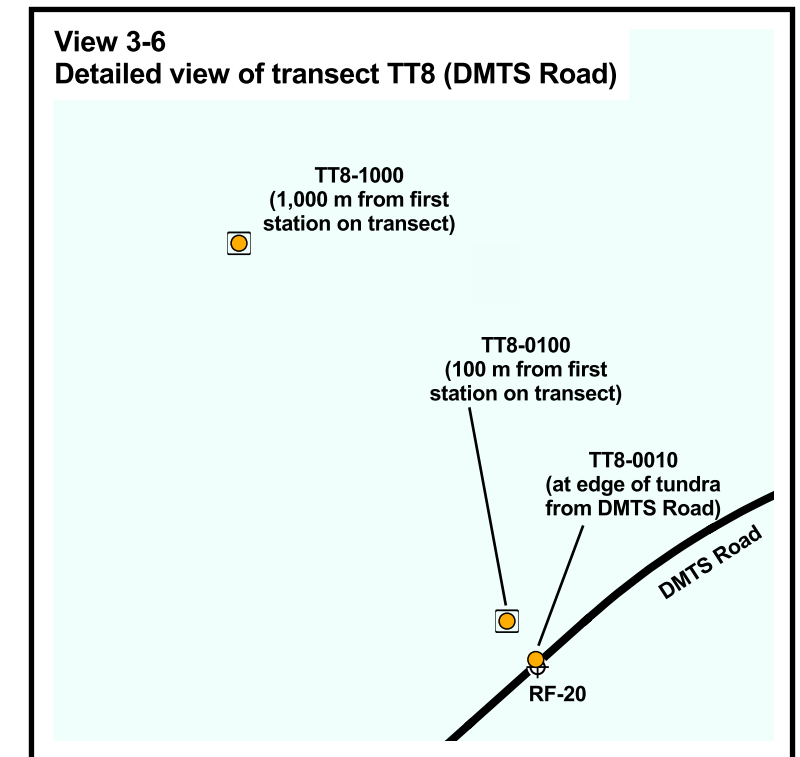 View 3-6
Detailed view of transect TT8 (DMTS Road)
TT8-1000
(1,000 m from first
station on transect)
TT8-0100
(100 m from first
station on transect)
TT8-0010
(at edge of tundra
from DMTS Road)
DMTS Road
RF-20